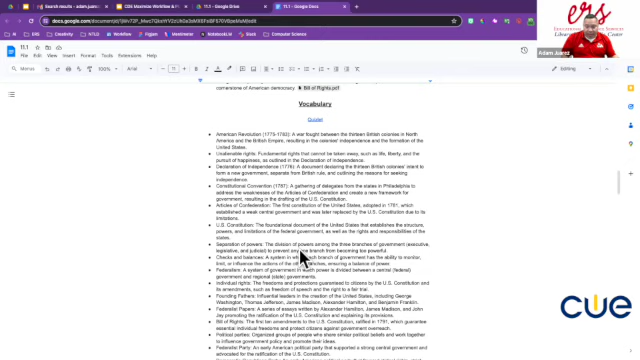 Search results - adam.juarez
CUE Maximize Workflow & En
11.1 - Google Drive
11.1 - Google Docs
docs.google.com/document/d/
CVUSD
NTLD
Creativity
Meet
NotebookLM
Podcast
Canva
Figma
11.1
File Edit View Insert Format Tools Extensions Help
Menus
100%
Arial
11
Editing
ers
Adam Juarez
cornerstones of American democracy. Bill of Rights.pdf
Vocabulary
Quizlet
American Revolution (1775-1783): A war fought between the thirteen British colonies in North
America and the British Empire, resulting in the colonies' independence and the formation of the
United States.
Unalienable rights: Fundamental rights that cannot be taken away, such as life, liberty, and the
pursuit of happiness, as outlined in the Declaration of Independence.
Declaration of Independence (1776): A document declaring the thirteen British colonies' intent to
form a new government, separate from British rule, and outlining the reasons for seeking
independence.
Constitutional Convention (1787): A gathering of delegates from the states in Philadelphia to
address the weaknesses of the Articles of Confederation and create a new framework for
government, resulting in the drafting of the U.S. Constitution.
Articles of Confederation: The first constitution of the United States, adopted in 1781, which
established a weak central government and was later replaced by the U.S. Constitution due to its
limitations.
U.S. Constitution: The foundational document of the United States that establishes the structure,
powers, and limitations of the federal government, as well as the rights and responsibilities of the
states.
Separation of powers: The division of powers among the three branches of government (executive,
legislative, and judicial) to prevent any one branch from becoming too powerful.
Checks and balances: A system in which each branch of government has the ability to monitor,
limit, or influence the actions of the other branches, ensuring a balance of power.
Federalism: A system of government in which power is divided between a central (federal)
government and regional (state) governments.
Individual rights: The freedoms and protections guaranteed to citizens by the U.S. Constitution and
its amendments, such as freedom of speech and the right to a fair trial.
Founding Fathers: Influential leaders in the creation of the United States, including George
Washington, Thomas Jefferson, James Madison, Alexander Hamilton, and Benjamin Franklin.
Federalist Papers: A series of essays written by Alexander Hamilton, James Madison, and John
Jay promoting the ratification of the U.S. Constitution and explaining its provisions.
Bill of Rights: The first ten amendments to the U.S. Constitution, ratified in 1791, which guarantee
essential individual freedoms and protect citizens against government overreach.
Political parties: Organized groups of people who share similar political beliefs and work together
to influence government policy and promote their ideas.
Federalist Party: An early American political party that supported a strong central government and
advocated for the ratification of the U.S. Constitution.
CUE